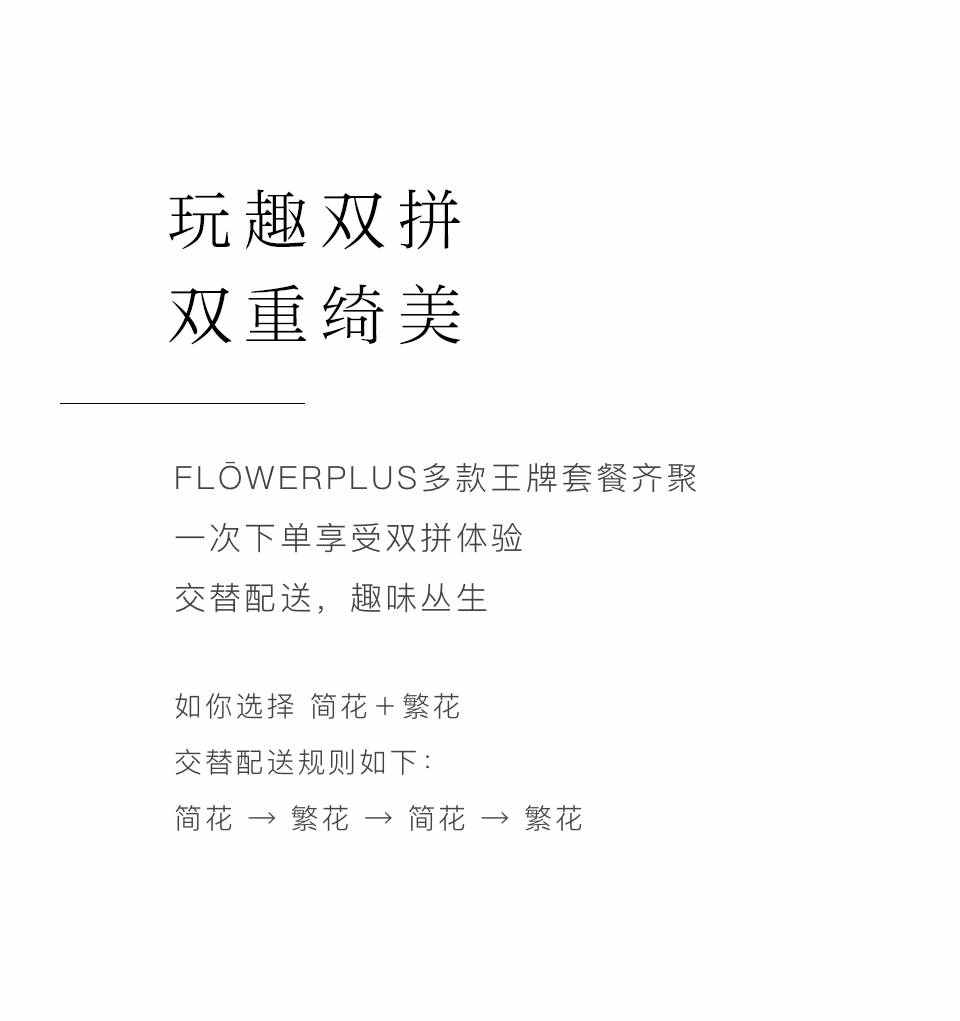 玩趣双拼
双重绮美
FLŌWERPLUS多款王牌套餐齐聚
一次下单享受双拼体验
交替配送，趣味丛生
如你选择 简花＋繁花
交替配送规则如下：
简花 → 繁花 → 简花 → 繁花